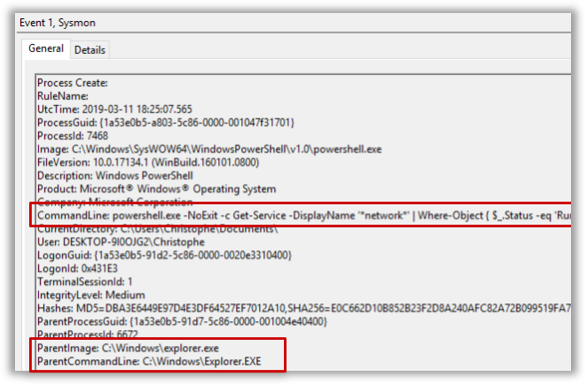 Event 1, Sysmon
General Details
Process Create:
RuleName:
UtcTime: 2019-03-11 18:25:07.565
ProcessGuid: {1a53e0b5-a803-5c86-0000-001047f31701}
ProcessId: 7468
Image: C:\Windows\SysWOW64\WindowsPowerShell\v1.0\powershell.exe
FileVersion: 10.0.17134.1 (WinBuild.160101.0800)
Description: Windows PowerShell
Product: Microsoft® Windows® Operating System
Company: Microsoft Corporation
CommandLine: powershell.exe -NoExit -c Get-Service -DisplayName '*network*' | Where-Object { $_.Status -eq 'Ru
CurrentDirectory: C:\Users\Christophe\Documents\
User: DESKTOP-9I0OJG2\Christophe
LogonGuid: {1a53e0b5-91d2-5c86-0000-0020e3310400}
LogonId: 0x431E3
TerminalSessionId: 1
IntegrityLevel: Medium
Hashes: MD5=DBA3E6449E97D4E3DF64527EF7012A10,SHA256=E0C662D10B852B23F2D8A240AFC82A72B099519FA7
ParentProcessGuid: {1a53e0b5-91d7-5c86-0000-001004e40400}
ParentProcessId: 6672
ParentImage: C:\Windows\explorer.exe
ParentCommandLine: C:\Windows\Explorer.EXE